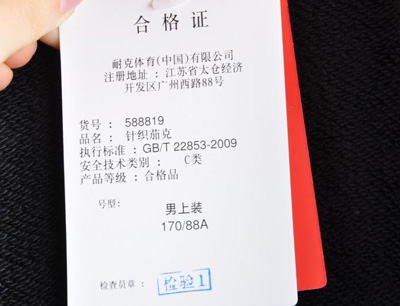 合格证
耐克体育(中国)有限公司
注册地址：江苏省太仓经济
开发区广州西路88号
货号：588819
品名：针织茄克
执行标准：GB/T 22853-2009
安全技术类别： C类
产品等级：合格品
号型： 男上装
170/88A
检查员章： 检验1